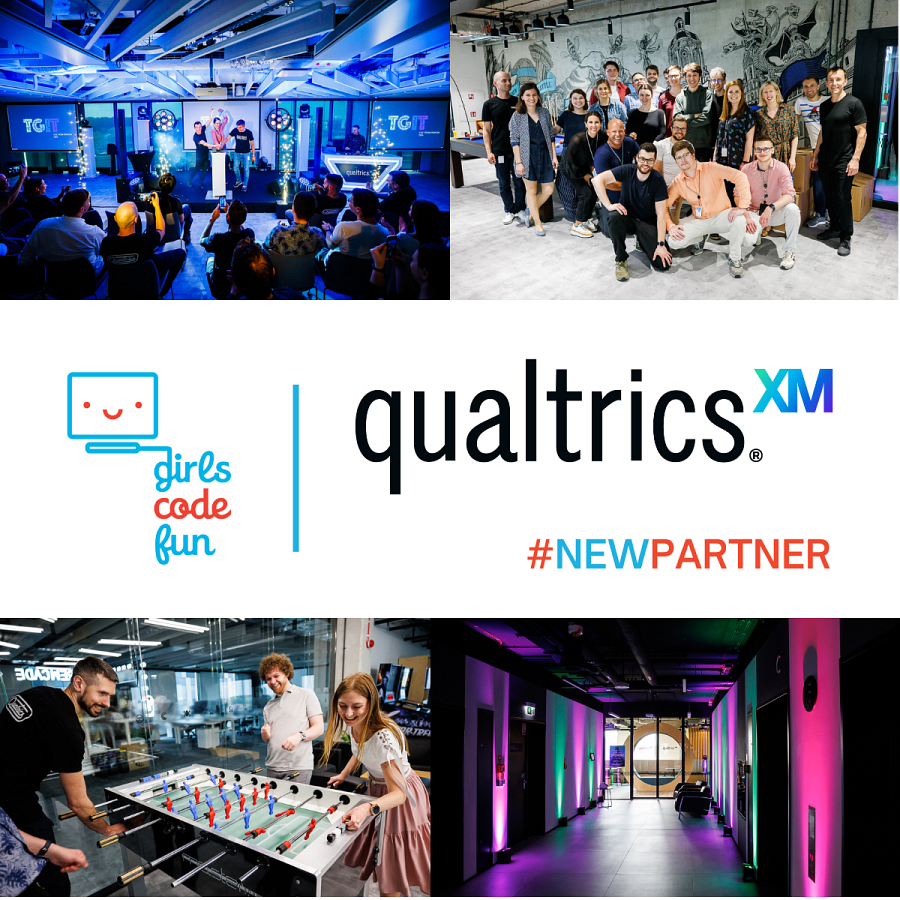 TGIT
TGIT
qualtrics
girls
code
fun
qualtrics XM
®
#NEWPARTNER